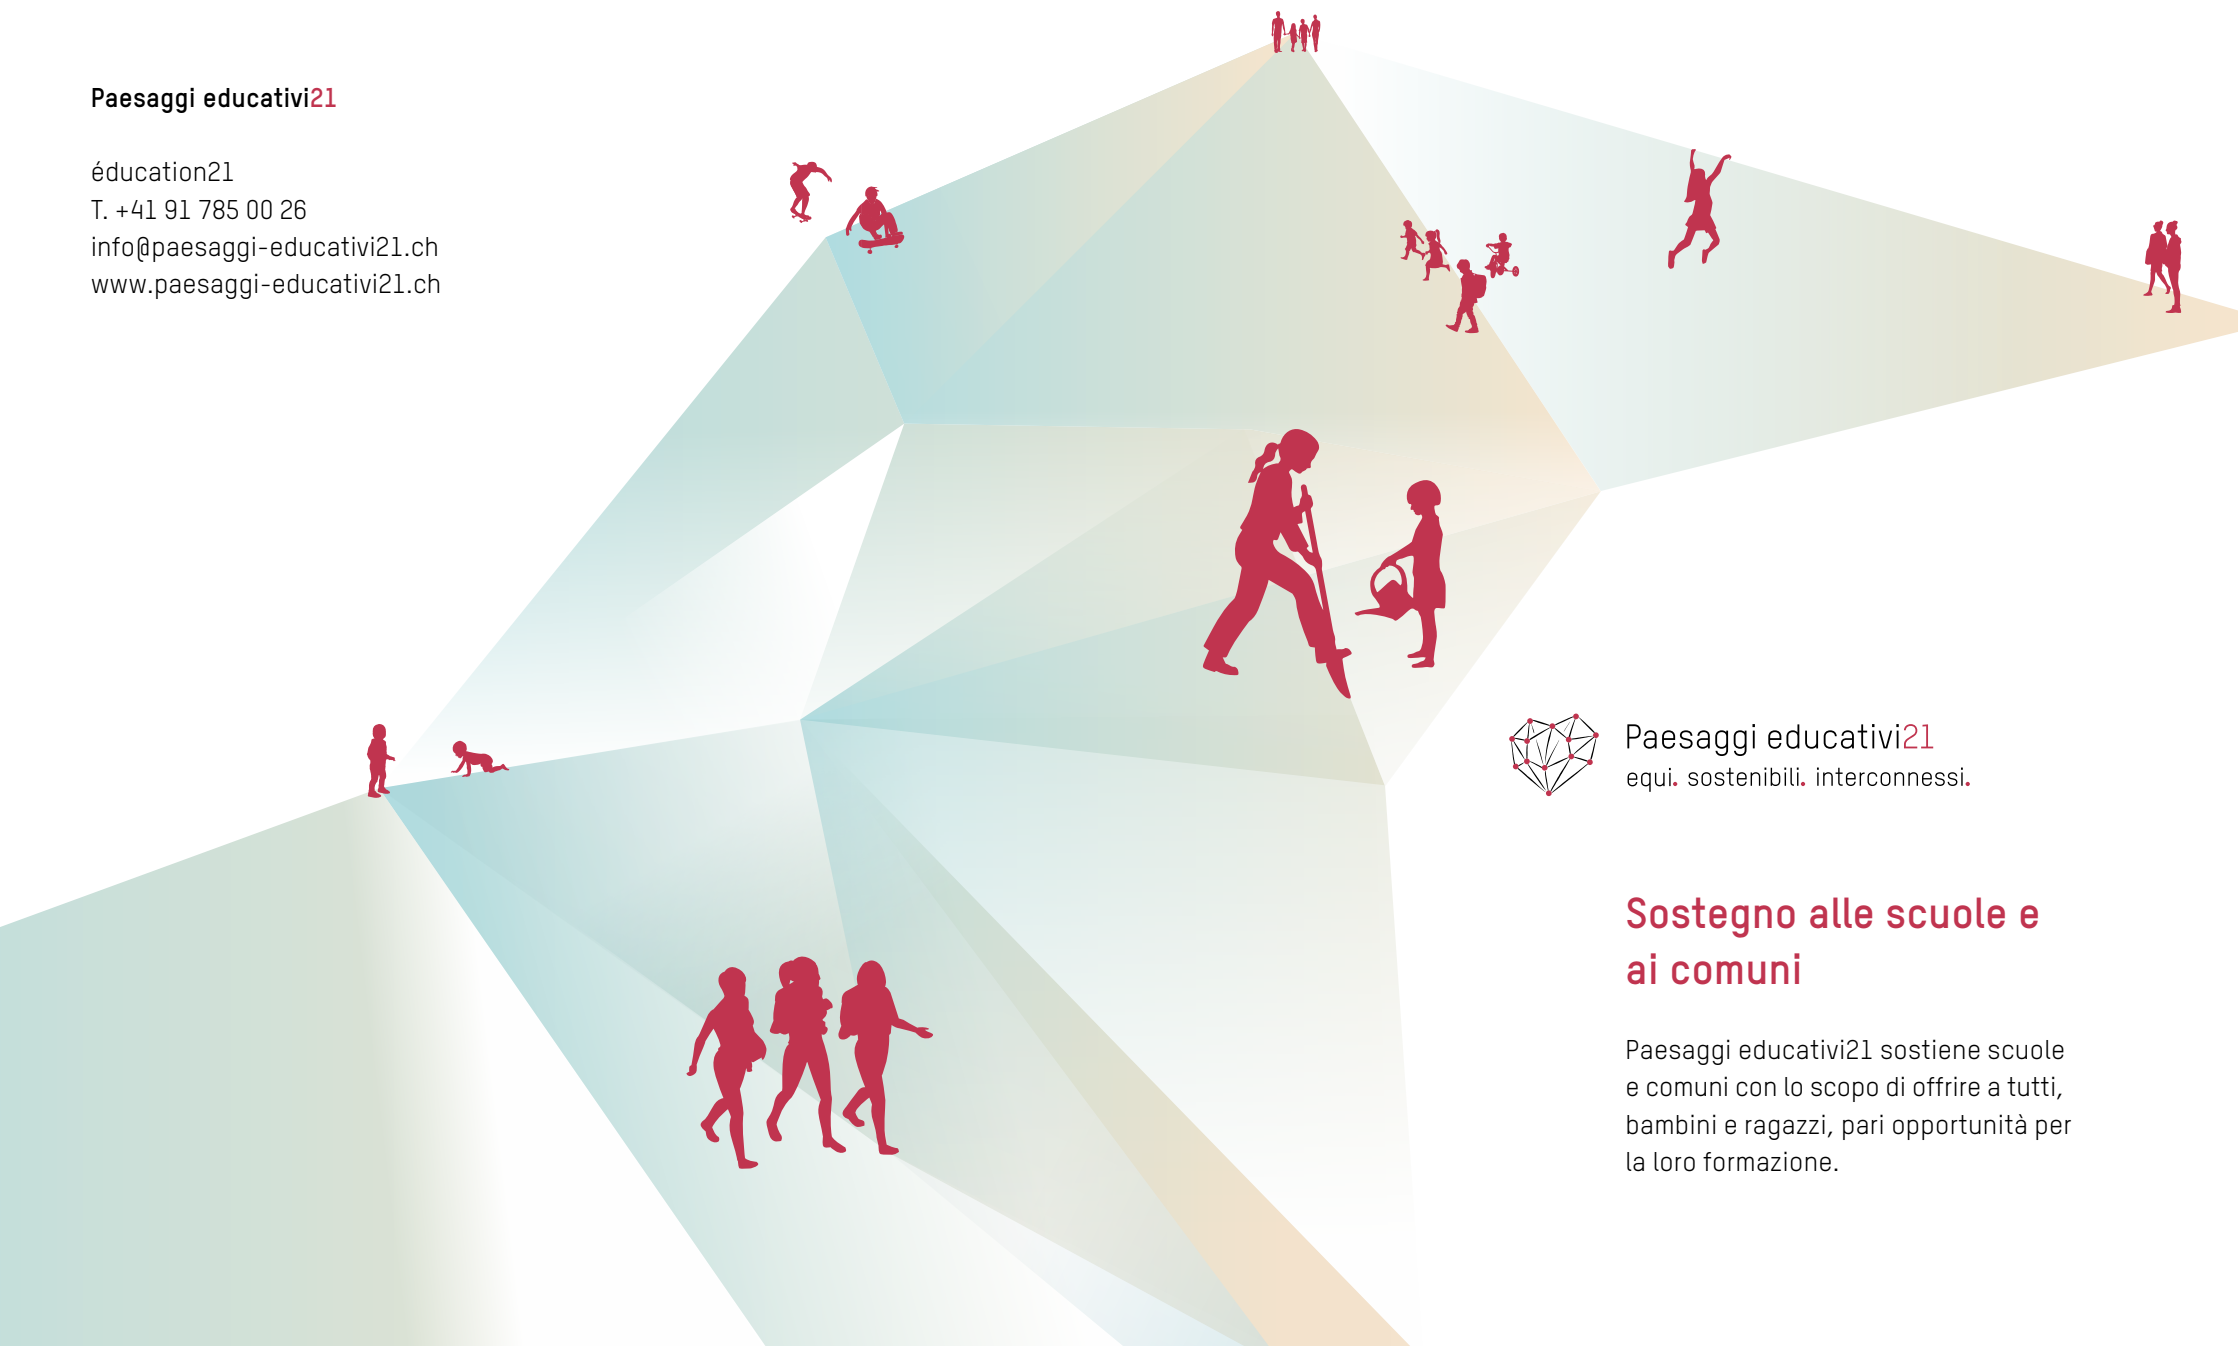 Paesaggi educativi21
éducation21
T. +41 91 785 00 26
info@paesaggi-educativi21.ch
www.paesaggi-educativi21.ch
Paesaggi educativi21
equi. sostenibili. interconnessi.
Sostegno alle scuole e
ai comuni
Paesaggi educativi21 sostiene scuole
e comuni con lo scopo di offrire a tutti,
bambini e ragazzi, pari opportunità per
la loro formazione.